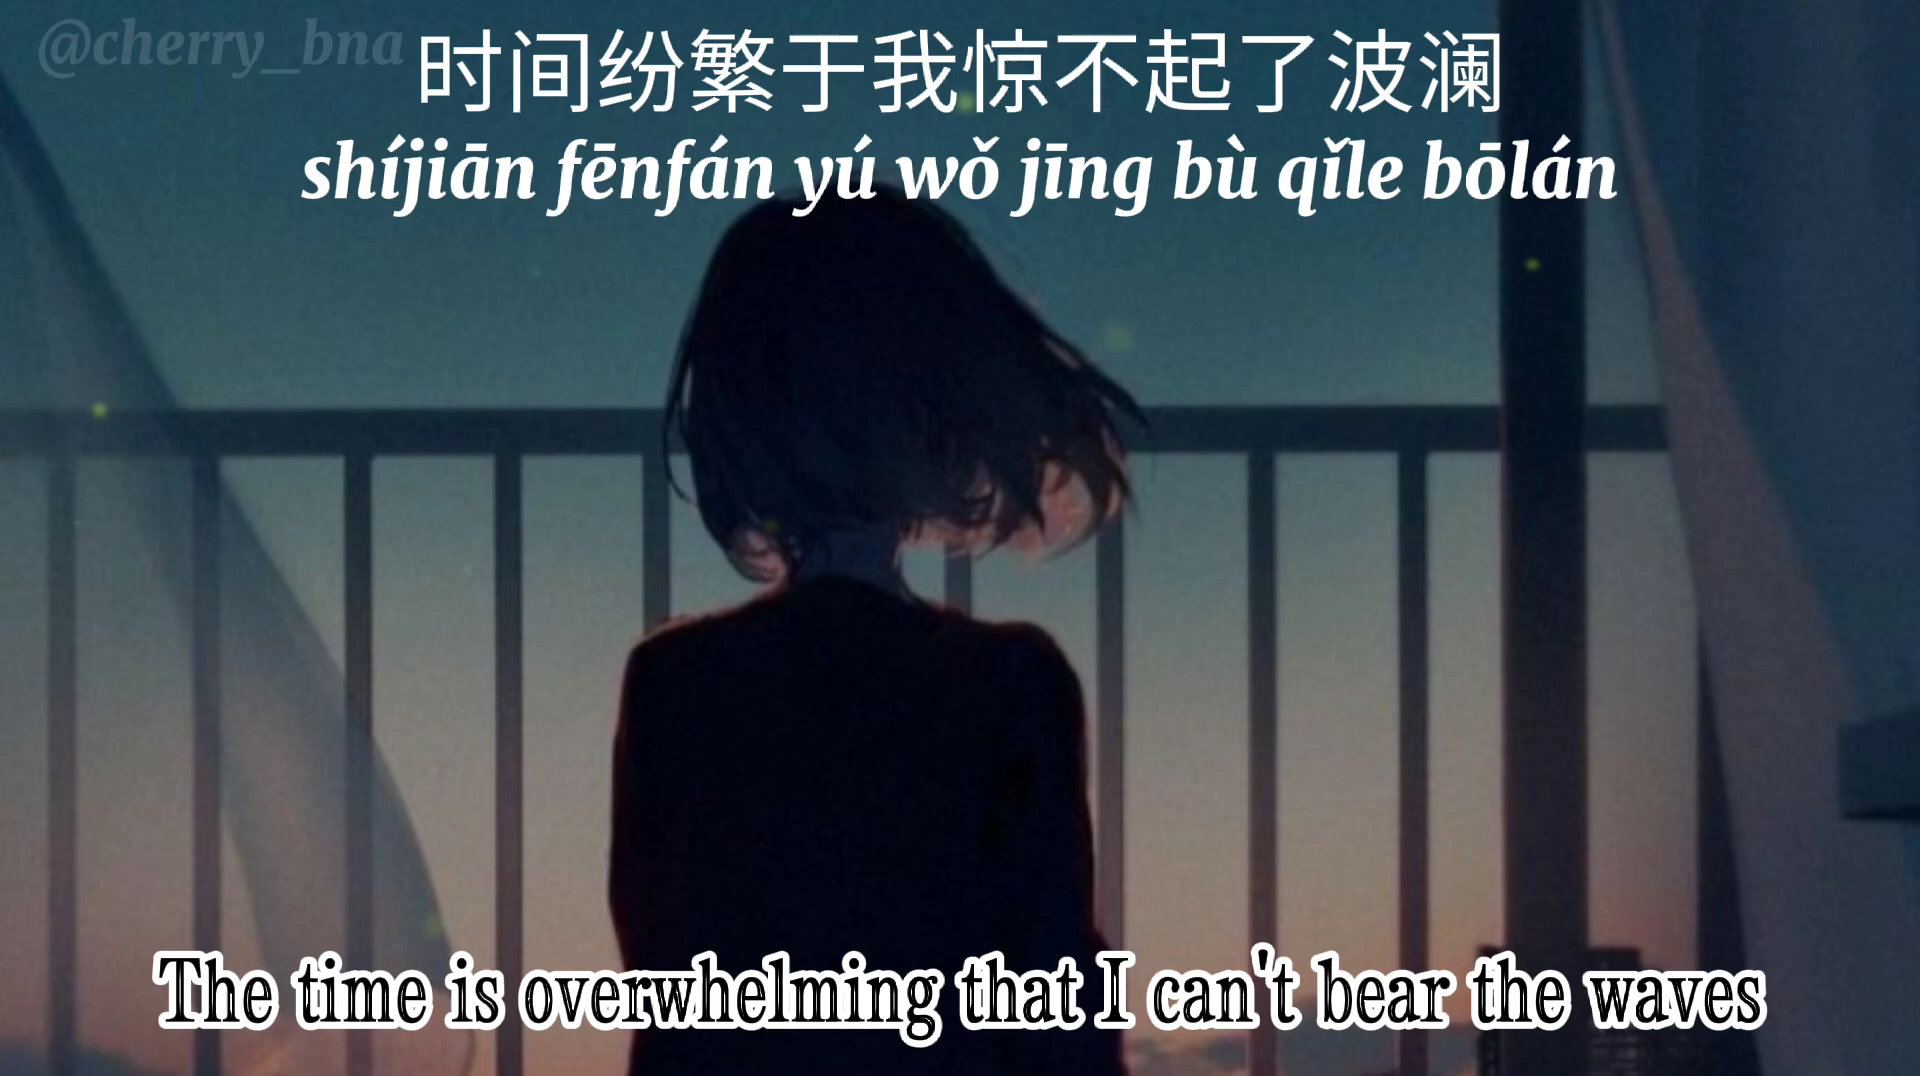 @cherry_bna
时间纷繁于我惊不起了波澜
shíjiān fēnfán yú wǒ jīng bù qǐle bōlán
The time is overwhelming that I can't bear the waves